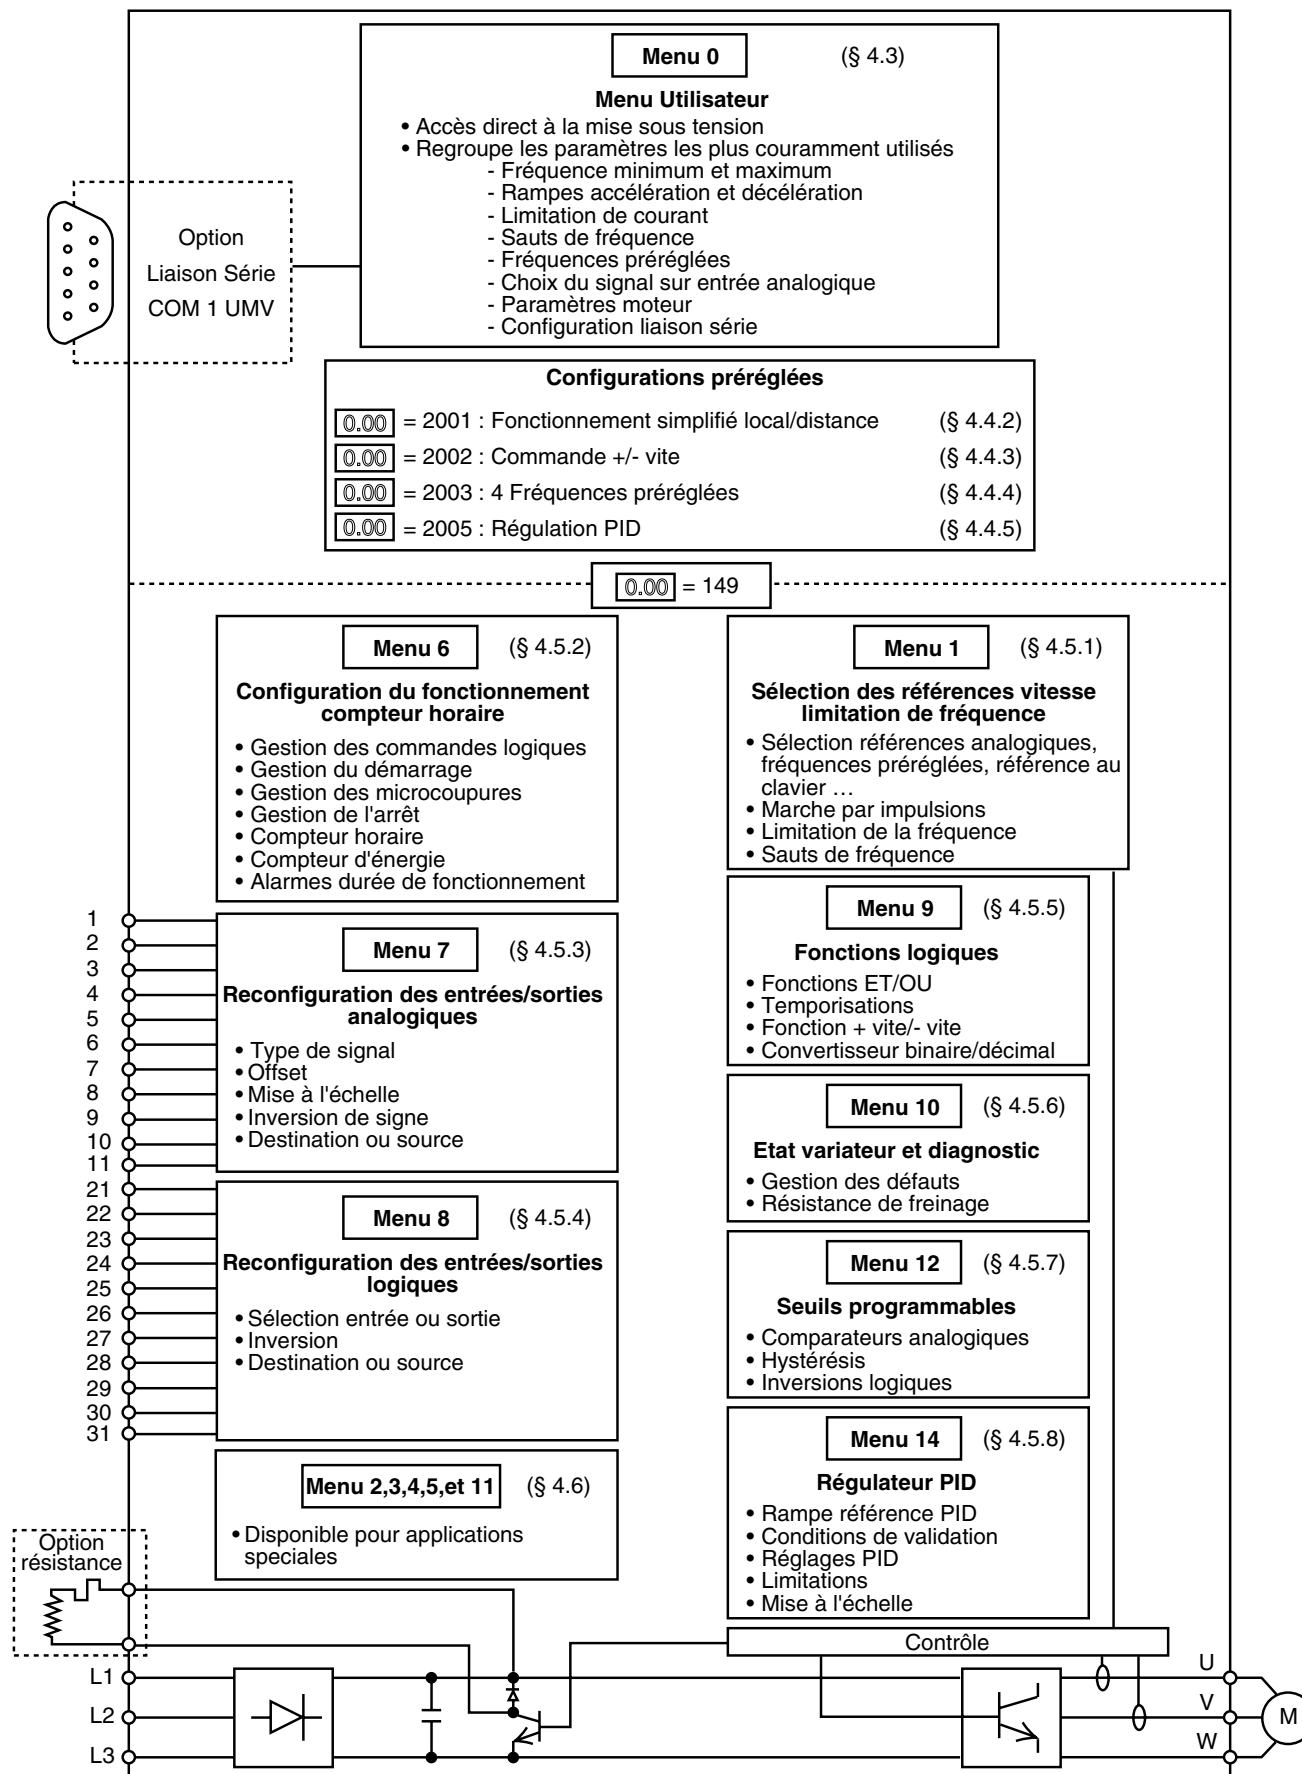 Menu 0 (§ 4.3)
Menu Utilisateur
• Accès direct à la mise sous tension
• Regroupe les paramètres les plus couramment utilisés
- Fréquence minimum et maximum
- Rampes accélération et décélération
- Limitation de courant
- Sauts de fréquence
- Fréquences préréglées
- Choix du signal sur entrée analogique
- Paramètres moteur
- Configuration liaison série
Option
Liaison Série
COM 1 UMV
Configurations préréglées
0.00 = 2001 : Fonctionnement simplifié local/distance (§ 4.4.2)
0.00 = 2002 : Commande +/- vite (§ 4.4.3)
0.00 = 2003 : 4 Fréquences préréglées (§ 4.4.4)
0.00 = 2005 : Régulation PID (§ 4.4.5)
0.00 = 149
Menu 6 (§ 4.5.2)
Configuration du fonctionnement
compteur horaire
• Gestion des commandes logiques
• Gestion du démarrage
• Gestion des microcoupures
• Gestion de l'arrêt
• Compteur horaire
• Compteur d'énergie
• Alarmes durée de fonctionnement
Menu 1 (§ 4.5.1)
Sélection des références vitesse
limitation de fréquence
• Sélection références analogiques,
fréquences préréglées, référence au
clavier …
• Marche par impulsions
• Limitation de la fréquence
• Sauts de fréquence
1
2
3
4
5
6
7
8
9
10
11
Menu 7 (§ 4.5.3)
Reconfiguration des entrées/sorties
analogiques
• Type de signal
• Offset
• Mise à l'échelle
• Inversion de signe
• Destination ou source
Menu 9 (§ 4.5.5)
Fonctions logiques
• Fonctions ET/OU
• Temporisations
• Fonction + vite/- vite
• Convertisseur binaire/décimal
Menu 10 (§ 4.5.6)
Etat variateur et diagnostic
• Gestion des défauts
• Résistance de freinage
21
22
23
24
25
26
27
28
29
30
31
Menu 8 (§ 4.5.4)
Reconfiguration des entrées/sorties
logiques
• Sélection entrée ou sortie
• Inversion
• Destination ou source
Menu 12 (§ 4.5.7)
Seuils programmables
• Comparateurs analogiques
• Hystérésis
• Inversions logiques
Menu 2,3,4,5,et 11 (§ 4.6)
• Disponible pour applications
speciales
Menu 14 (§ 4.5.8)
Régulateur PID
• Rampe référence PID
• Conditions de validation
• Réglages PID
• Limitations
• Mise à l'échelle
Option
résistance
Contrôle
L1
L2
L3
U
V
W
M